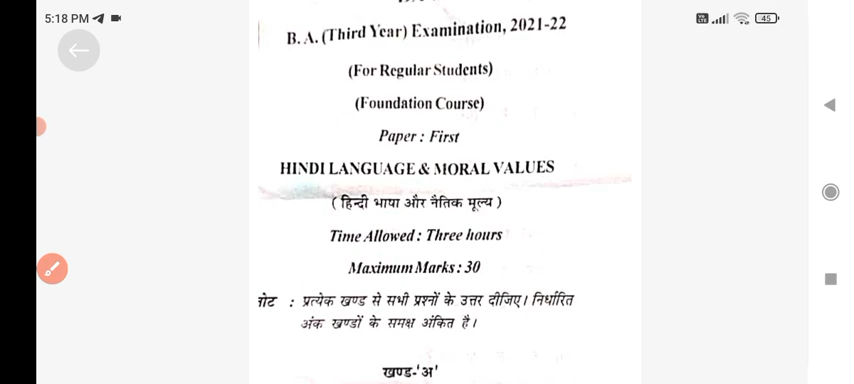 5:18 PM
45
B. A. (Third Year) Examination, 2021-22
(For Regular Students)
(Foundation Course)
Paper : First
HINDI LANGUAGE & MORAL VALUES
( हिन्दी भाषा और नैतिक मूल्य )
Time Allowed : Three hours
Maximum Marks : 30
नोट : प्रत्येक खण्ड से सभी प्रश्नों के उत्तर दीजिए। निर्धारित
अंक खण्डों के समक्ष अंकित है।
खण्ड-'अ'